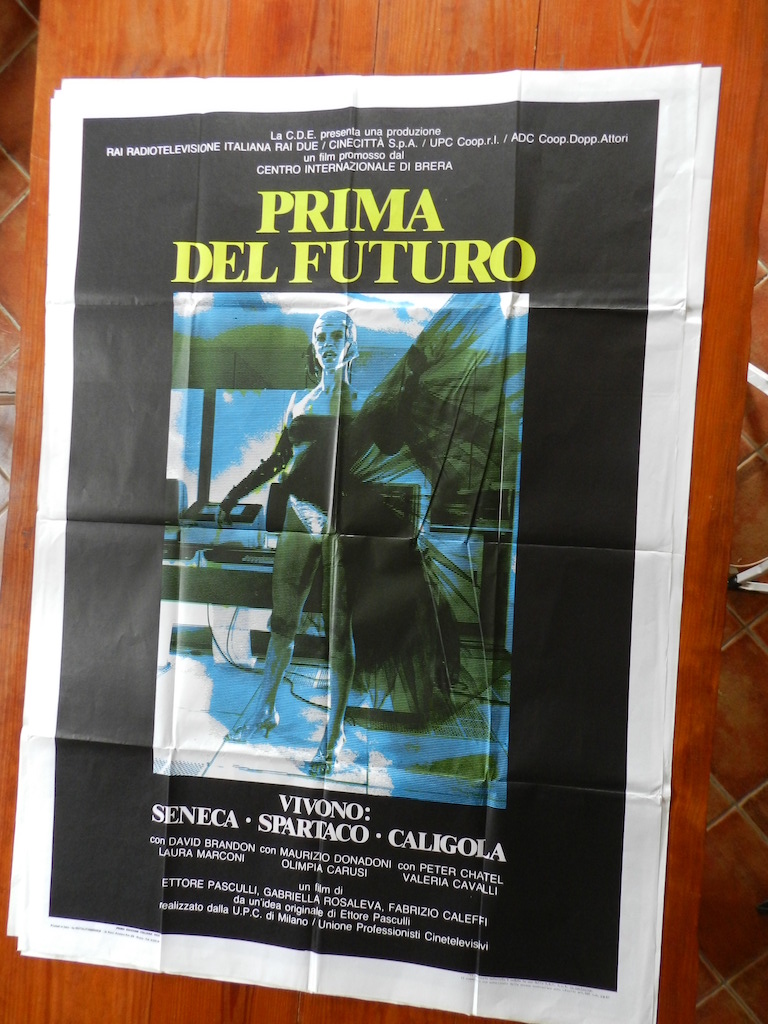 La C.D.E. presenta una produzione
RAI RADIOTELEVISIONE ITALIANA RAI DUE / CINECITTÀ S.p.A. / UPC Coop.r.l. / ADC Coop.Dopp.Attori
un film promosso dal
CENTRO INTERNAZIONALE DI BRERA
PRIMA
DEL FUTURO
VIVONO:
SENECA · SPARTACO · CALIGOLA
con DAVID BRANDON con MAURIZIO DONADONI con PETER CHATEL
LAURA MARCONI OLIMPIA CARUSI VALERIA CAVALLI
un film di
ETTORE PASCULLI, GABRIELLA ROSALEVA, FABRIZIO CALEFFI
da un'idea originale di Ettore Pasculli
realizzato dalla U.P.C. di Milano / Unione Professionisti Cinetelevisivi